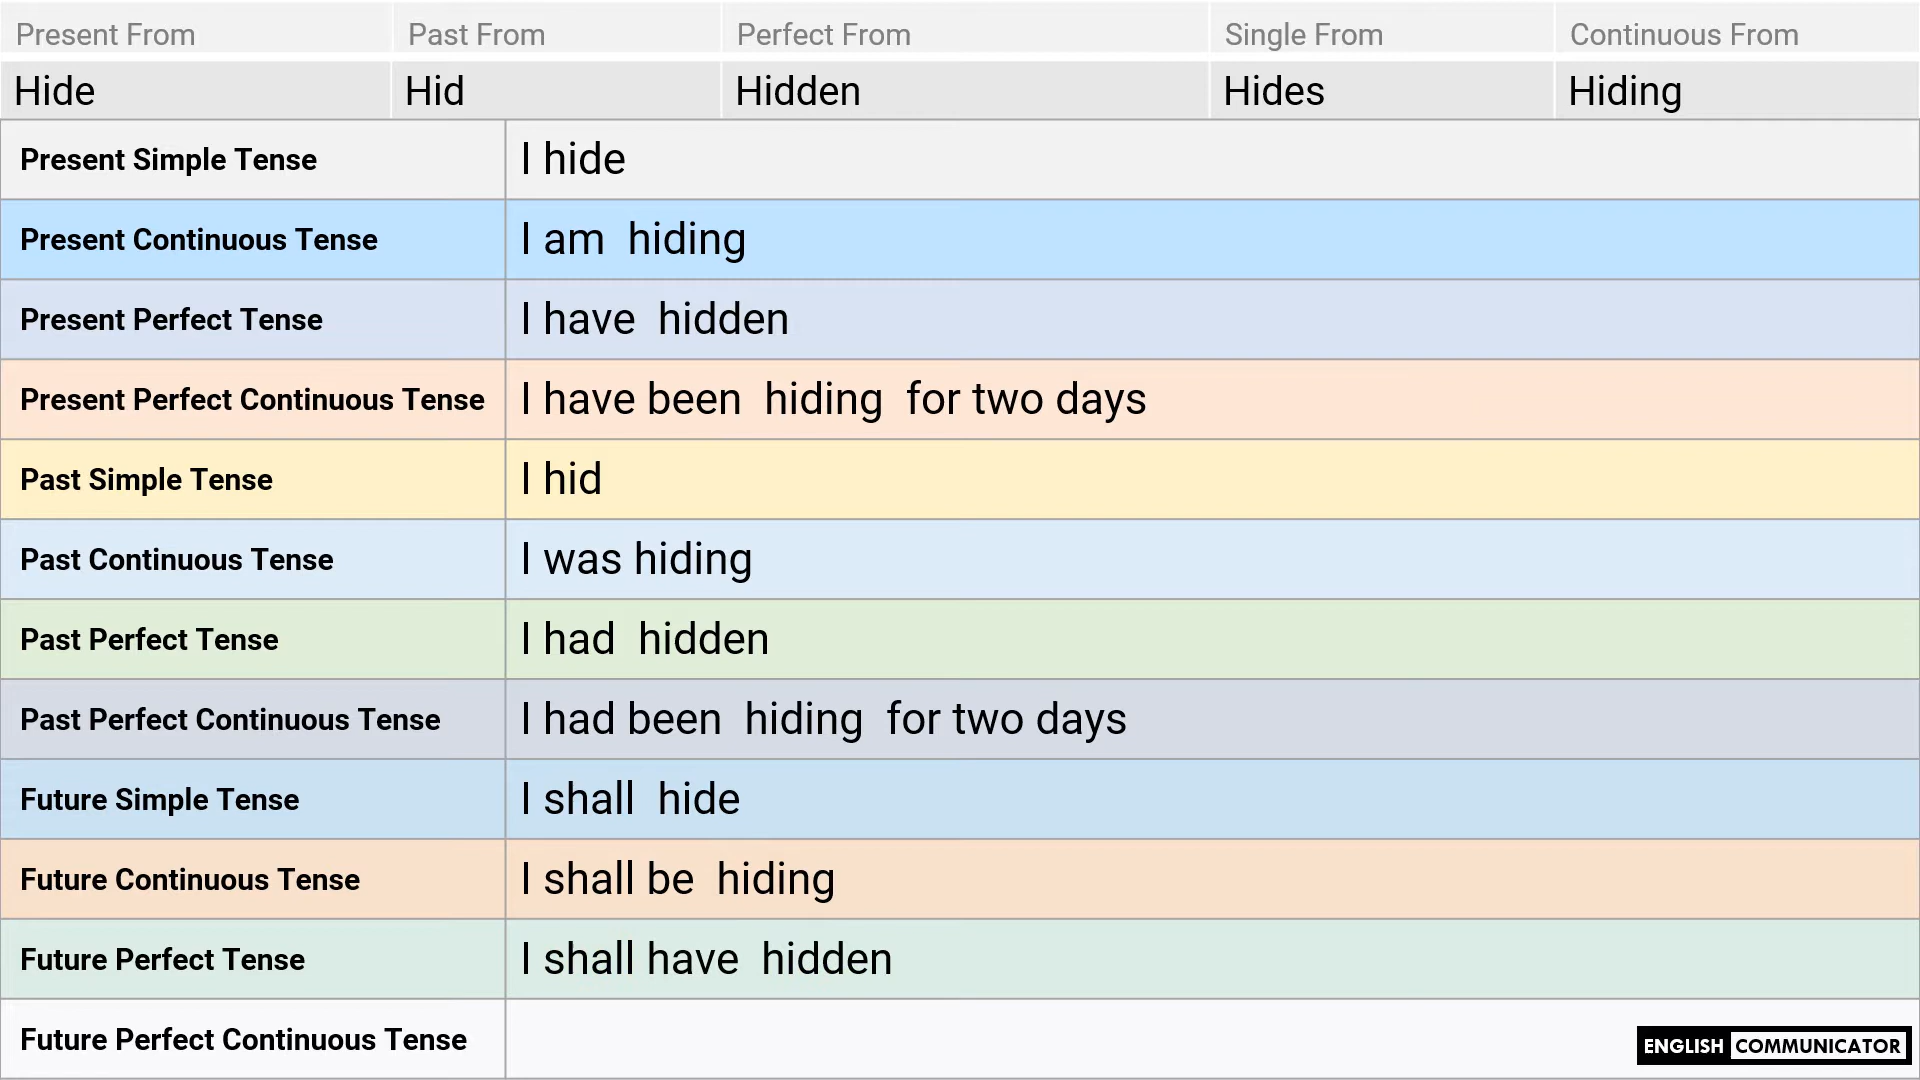 Present From Past From Perfect From Single From Continuous From
Hide Hid Hidden Hides Hiding
Present Simple Tense I hide
Present Continuous Tense I am hiding
Present Perfect Tense I have hidden
Present Perfect Continuous Tense I have been hiding for two days
Past Simple Tense I hid
Past Continuous Tense I was hiding
Past Perfect Tense I had hidden
Past Perfect Continuous Tense I had been hiding for two days
Future Simple Tense I shall hide
Future Continuous Tense I shall be hiding
Future Perfect Tense I shall have hidden
Future Perfect Continuous Tense
ENGLISH COMMUNICATOR